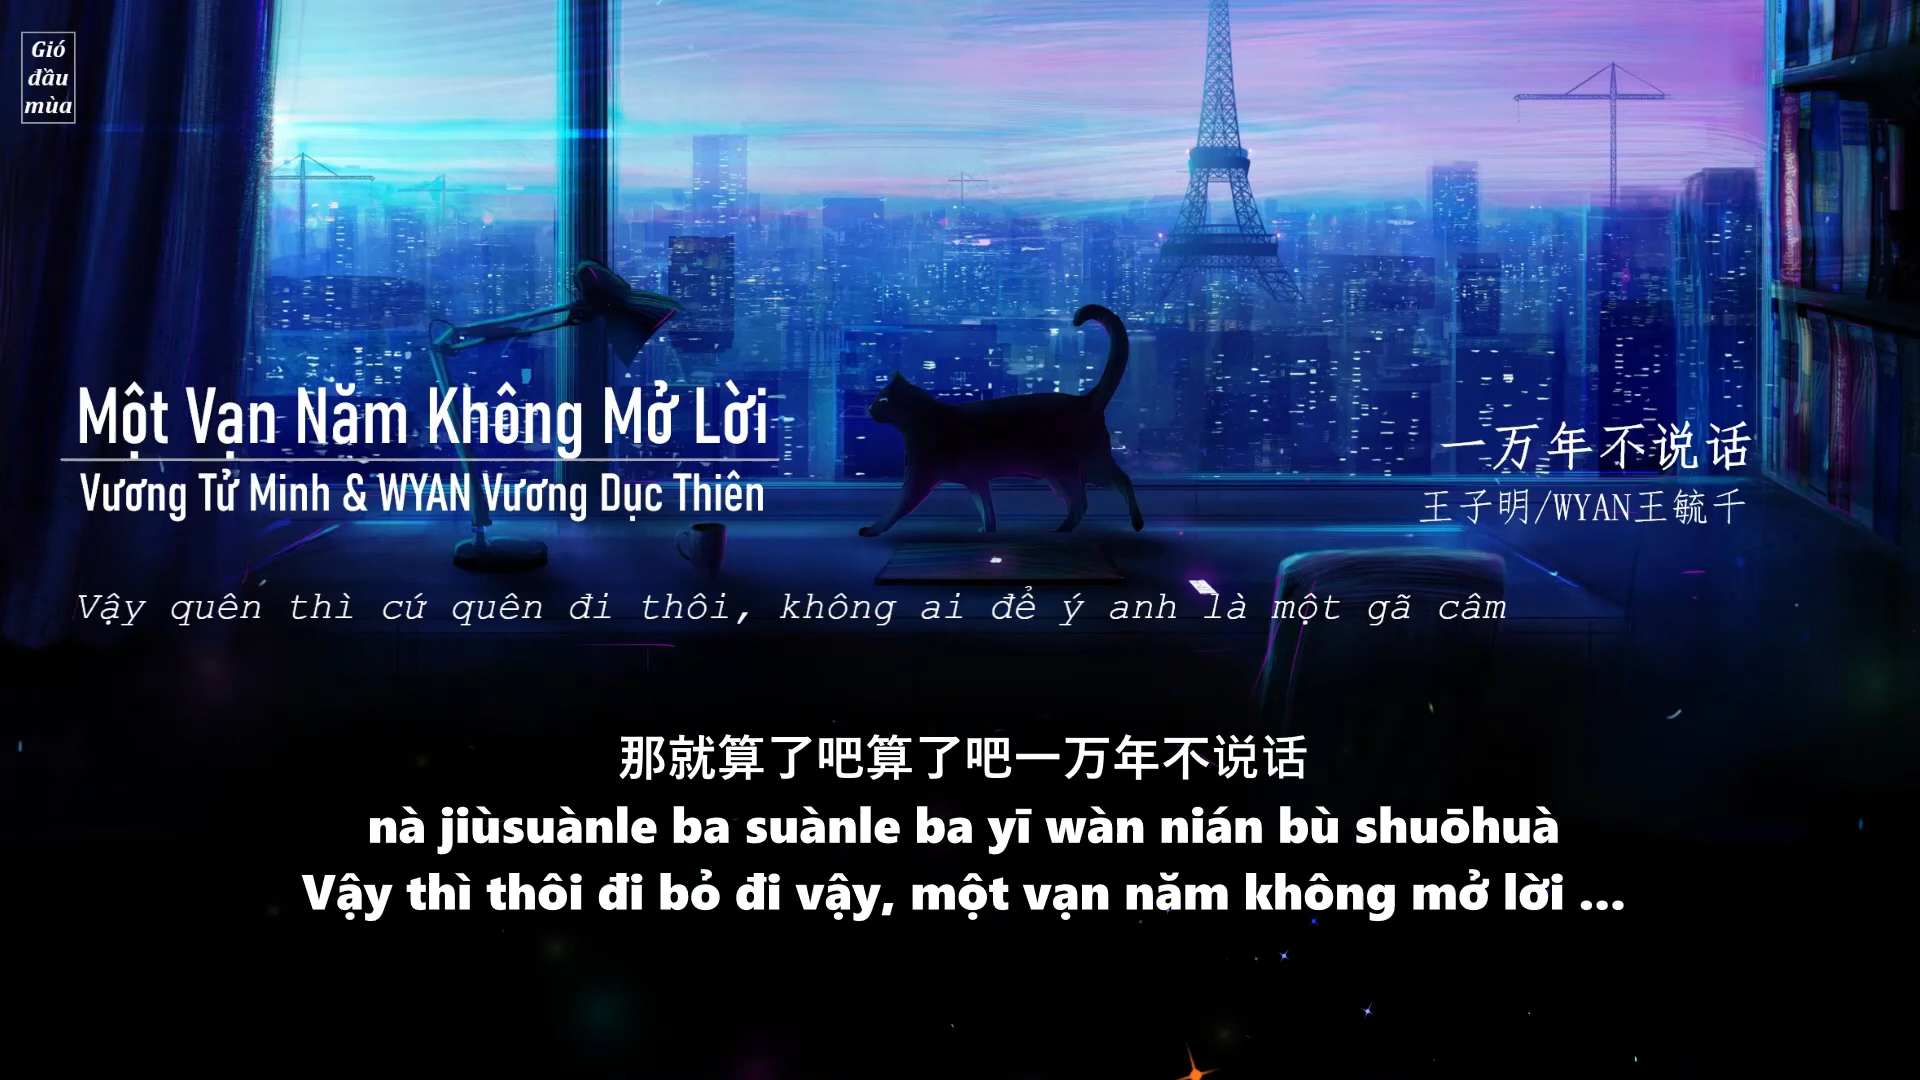 Gió
đầu
mùa
Một Vạn Năm Không Mở Lời
Vương Tử Minh & WYAN Vương Dục Thiên
一万年不说话
王子明/WYAN王毓千
Vậy quên thì cứ quên đi thôi, không ai để ý anh là một gã câm
那就算了吧算了吧一万年不说话
nà jiùsuànle ba suànle ba yī wàn nián bù shuōhuà
Vậy thì thôi đi bỏ đi vậy, một vạn năm không mở lời ...